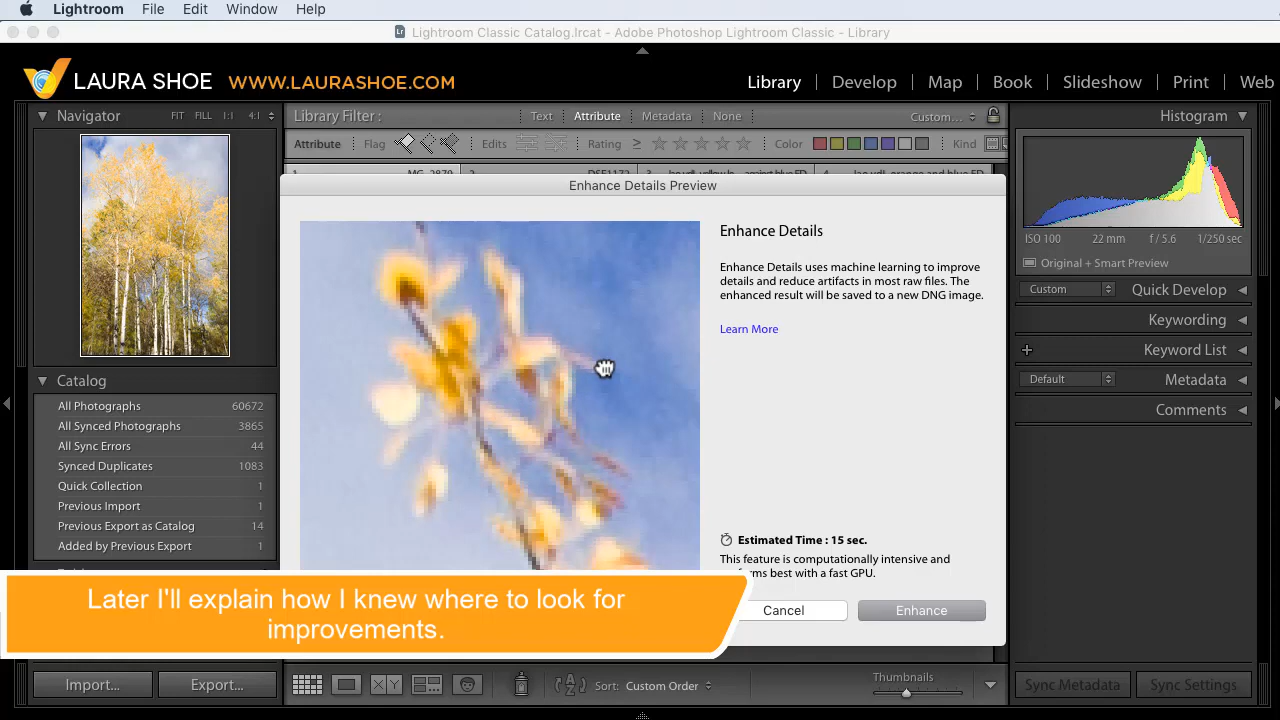 Lightroom File Edit Window Help
Lightroom Classic Catalog.lrcat - Adobe Photoshop Lightroom Classic - Library
LAURA SHOE WWW.LAURASHOE.COM
Library | Develop | Map | Book | Slideshow | Print | Web
Navigator FIT FILL 1:1 4:1
Library Filter : Text Attribute Metadata None Custom...
Histogram
Attribute Flag Edits Rating ≥ Color Kind
Enhance Details Preview
Enhance Details
ISO 100 22 mm f / 5.6 1/250 sec
Original + Smart Preview
Enhance Details uses machine learning to improve
details and reduce artifacts in most raw files. The
enhanced result will be saved to a new DNG image.
Learn More
Custom Quick Develop
Keywording
Keyword List
Default Metadata
Comments
Catalog
All Photographs 60672
All Synced Photographs 3865
All Sync Errors 44
Synced Duplicates 1083
Quick Collection 1
Previous Import 1
Previous Export as Catalog 14
Added by Previous Export 1
Estimated Time : 15 sec.
This feature is computationally intensive and
best with a fast GPU.
Cancel Enhance
Later I'll explain how I knew where to look for
improvements.
Import... Export...
Sort: Custom Order
Thumbnails
Sync Metadata Sync Settings